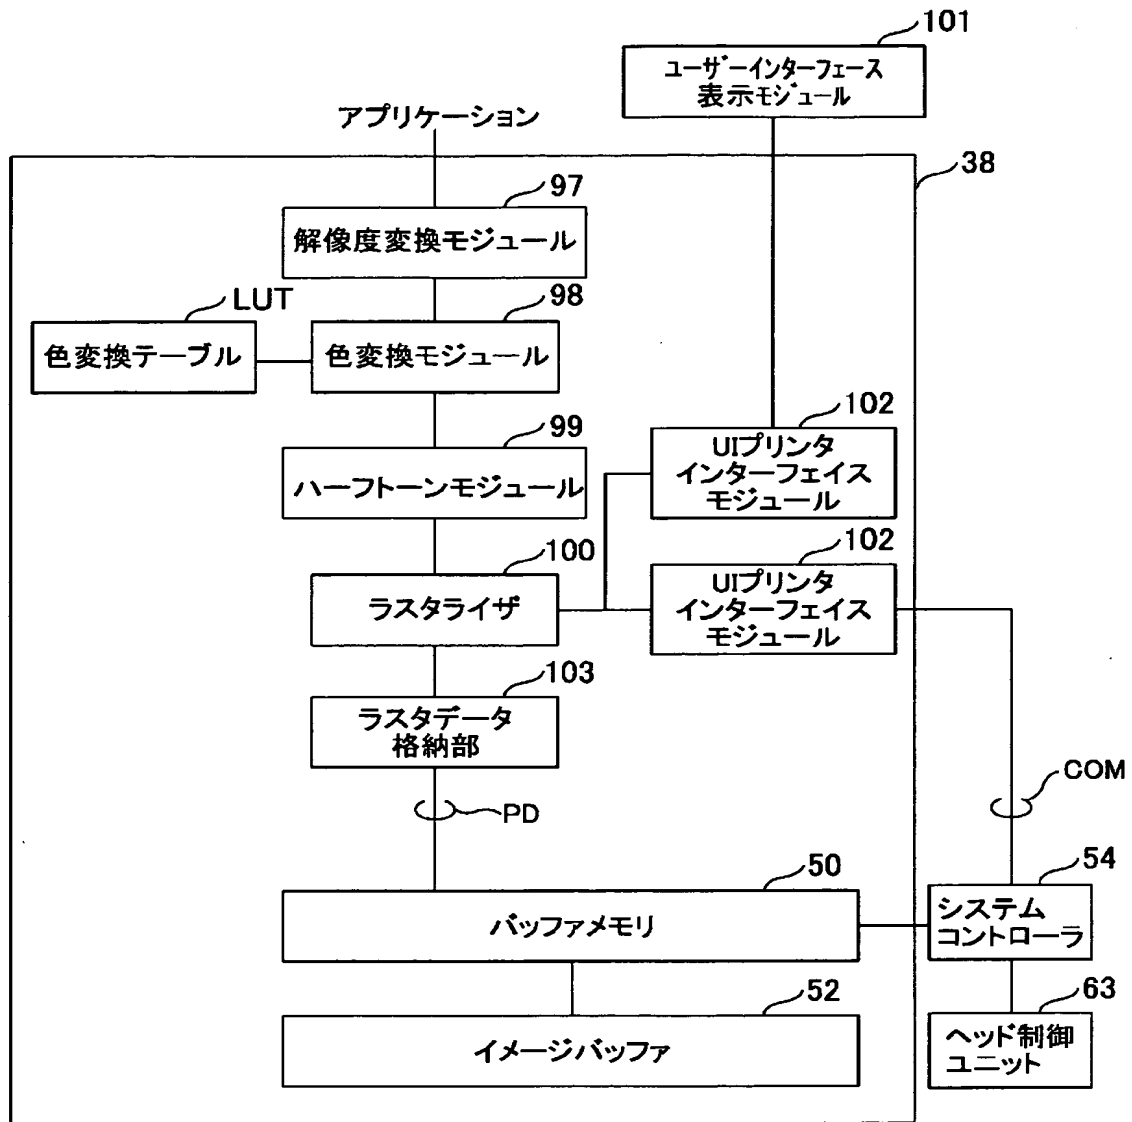 101
ユーザーインターフェース
表示モジュール
アプリケーション
38
97
解像度変換モジュール
LUT
98
色変換テーブル
色変換モジュール
99
ハーフトーンモジュール
102
UIプリンタ
インターフェイス
モジュール
100
ラスタライザ
102
UIプリンタ
インターフェイス
モジュール
103
ラスタデータ
格納部
PD
COM
50
バッファメモリ
54
システム
コントローラ
52
イメージバッファ
63
ヘッド制御
ユニット